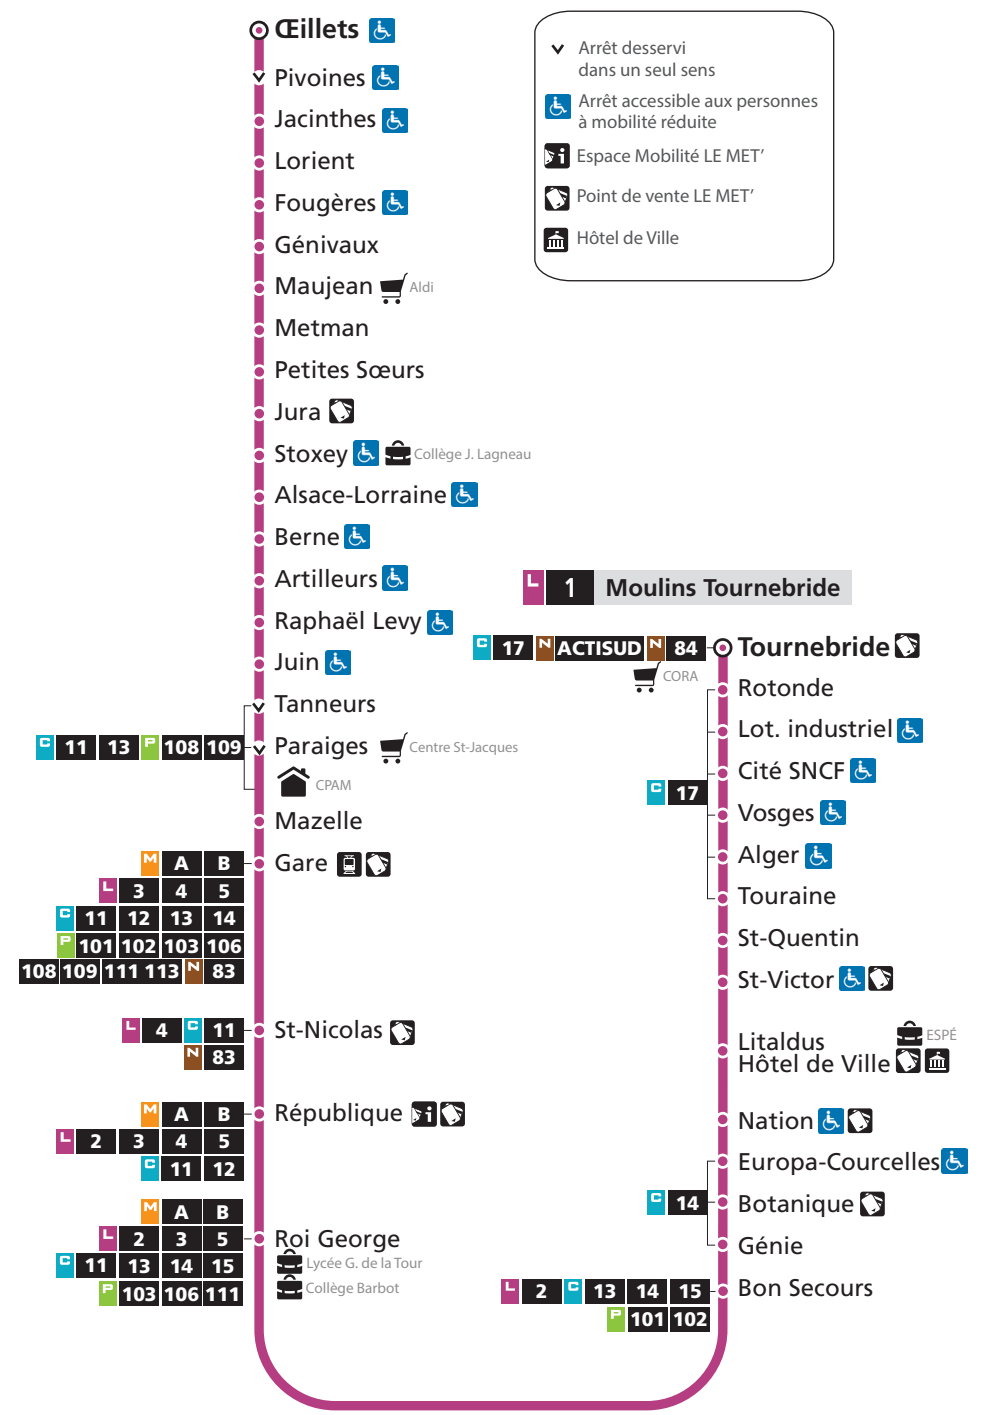 Œillets
Pivoines
Jacinthes
Lorient
Fougères
Génivaux
Maujean Aldi
Metman
Petites Sœurs
Jura
Stoxey Collège J. Lagneau
Alsace-Lorraine
Berne
Artilleurs
Raphaël Levy
Juin
Tanneurs
C 11 13 P 108 109 Paraiges Centre St-Jacques
CPAM
Mazelle
M A B Gare
L 3 4 5
C 11 12 13 14
P 101 102 103 106
108 109 111 113 N 83
L 4 C 11 St-Nicolas
N 83
M A B République
L 2 3 4 5
C 11 12
M A B
L 2 3 5 Roi George
C 11 13 14 15 Lycée G. de la Tour
P 103 106 111 Collège Barbot
Arrêt desservi
dans un seul sens
Arrêt accessible aux personnes
à mobilité réduite
Espace Mobilité LE MET’
Point de vente LE MET’
Hôtel de Ville
L 1 Moulins Tournebride
C 17 N ACTISUD N 84 Tournebride
CORA
Rotonde
Lot. industriel
Cité SNCF
C 17
Vosges
Alger
Touraine
St-Quentin
St-Victor
Litaldus ESPÉ
Hôtel de Ville
Nation
Europa-Courcelles
C 14 Botanique
Génie
L 2 C 13 14 15 Bon Secours
P 101 102